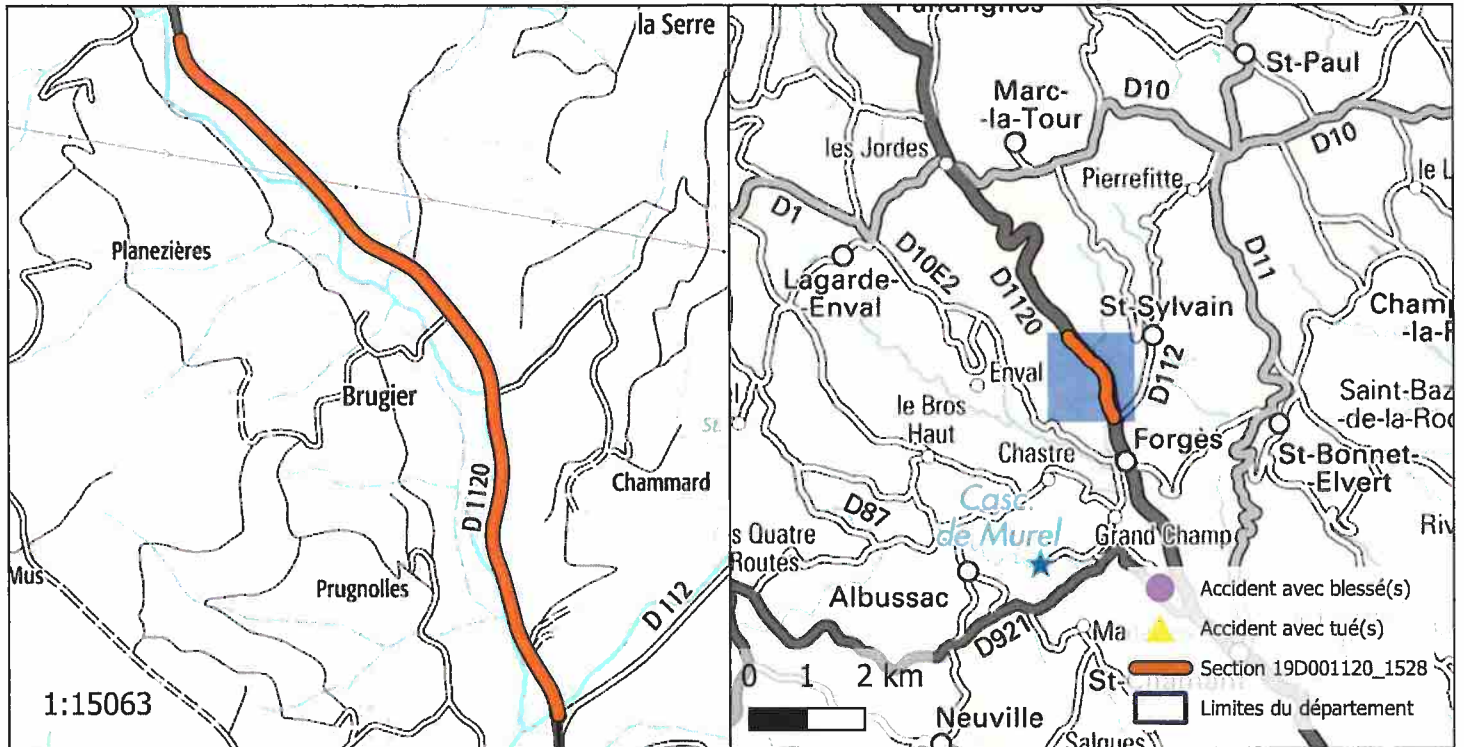 la Serre
Planezières
Brugier
D 1120
Chammard
Mus
Prugnolles
D 112
1:15063
St-Paul
Marc-
-la-Tour
D10
les Jordes
D10
Pierrefitte
D1
D10E2
Lagarde-
-Enval
D1120
D11
St-Sylvain
D112
Enval
le Bros
Haut
Chastre
Forgès
Saint-Baz
-de-la-Roc
St-Bonnet-
-Elvert
D87
Casc.
de Murel
Grand Champ
s Quatre
Routes
Albussac
D921
Neuville
0 1 2 km
Accident avec blessé(s)
Accident avec tué(s)
Section 19D001120_1528
Limites du département